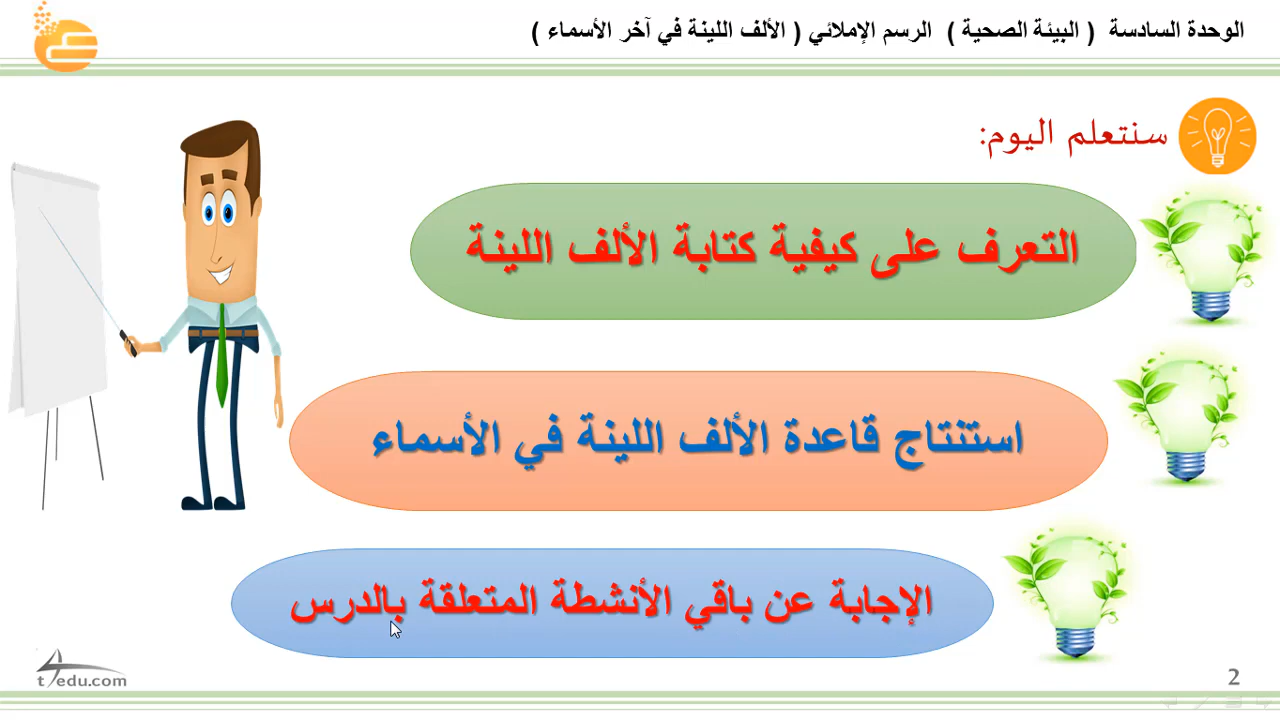 الوحدة السادسة ( البيئة الصحية ) الرسم الإملائي ( الألف اللينة في آخر الأسماء )
سنتعلم اليوم:
التعرف على كيفية كتابة الألف اللينة
استنتاج قاعدة الألف اللينة في الأسماء
الإجابة عن باقي الأنشطة المتعلقة بالدرس
t4edu.com
2